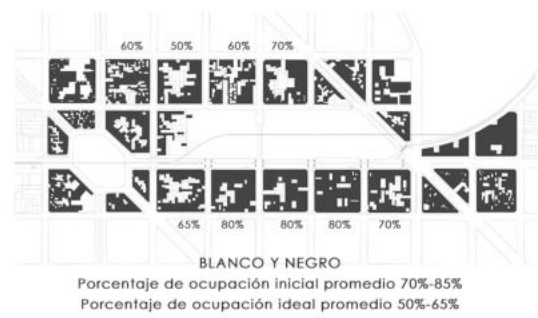 60% 50% 60% 70%
65% 80% 80% 80% 70%
BLANCO Y NEGRO
Porcentaje de ocupación inicial promedio 70%-85%
Porcentaje de ocupación ideal promedio 50%-65%